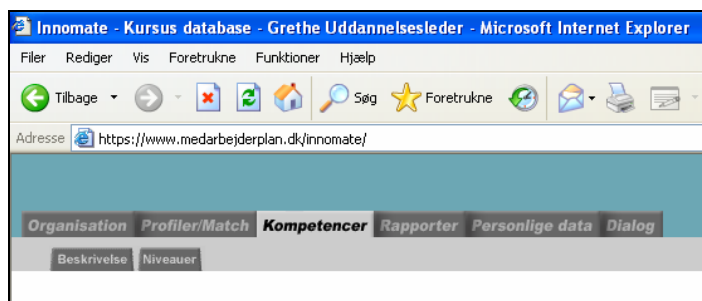 Innomate - Kursus database - Grethe Uddannelsesleder - Microsoft Internet Explorer
Filer Rediger Vis Foretrukne Funktioner Hjælp
Tilbage Søg Foretrukne
Adresse https://www.medarbejderplan.dk/innomate/
Organisation Profiler/Match Kompetencer Rapporter Personlige data Dialog
Beskrivelse Niveauer